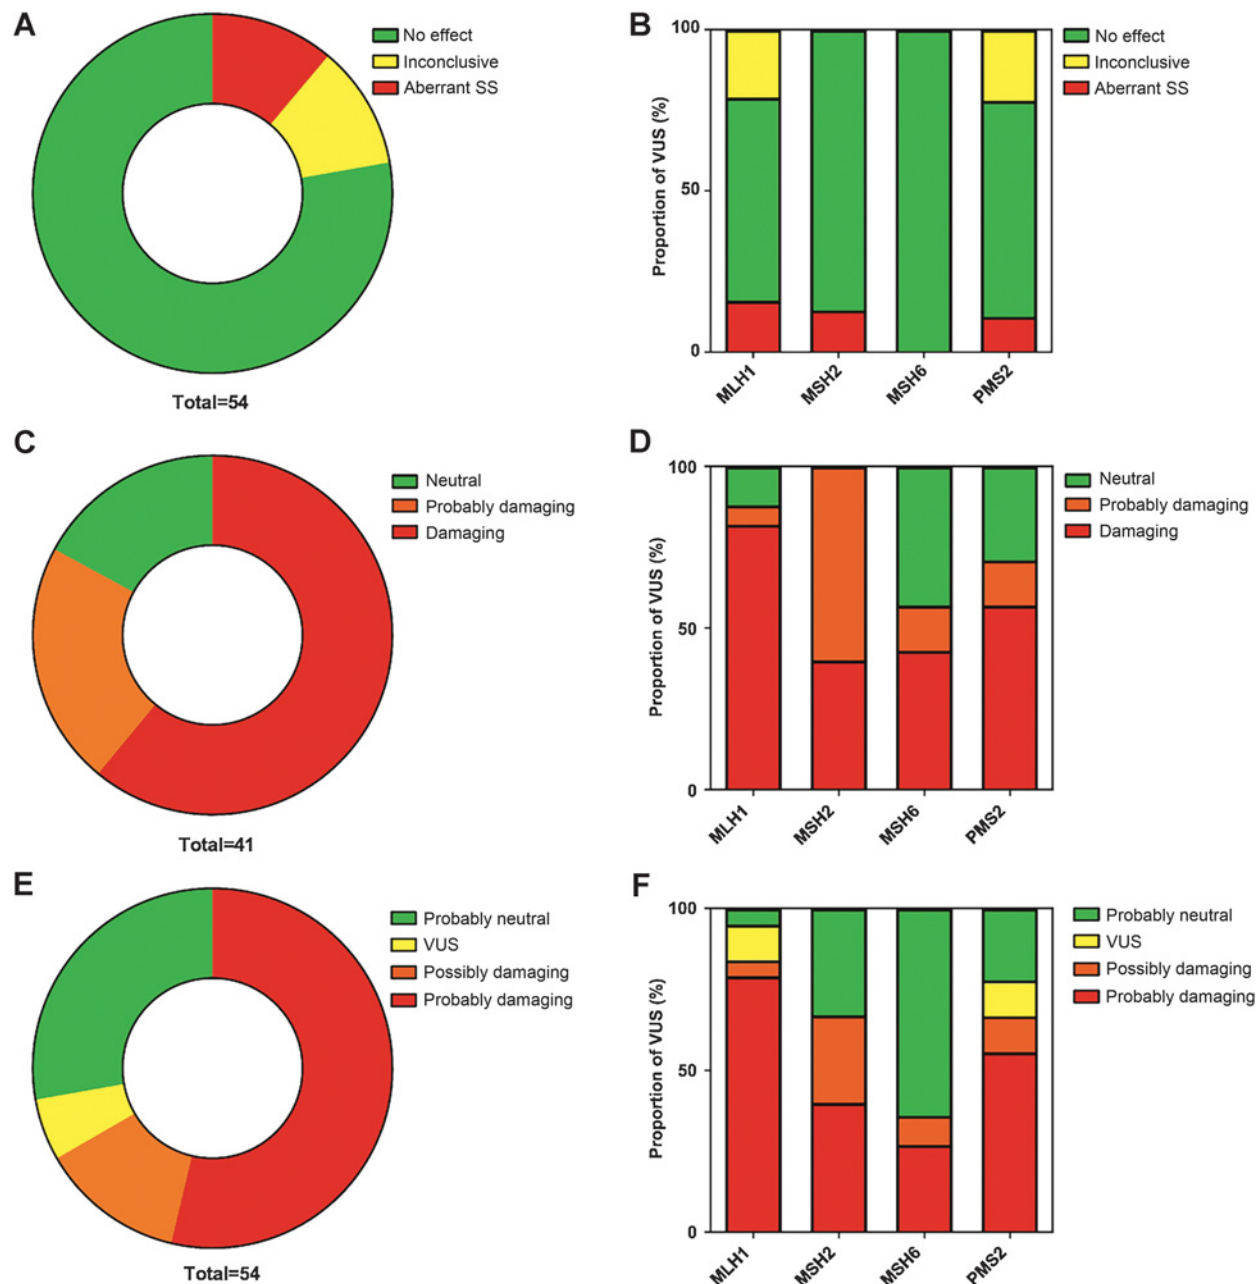 A
No effect
Inconclusive
Aberrant SS
Total=54
B
No effect
Inconclusive
Aberrant SS
Proportion of VUS (%)
100
50
0
MLH1
MSH2
MSH6
PMS2
C
Neutral
Probably damaging
Damaging
Total=41
D
Neutral
Probably damaging
Damaging
Proportion of VUS (%)
100
50
0
MLH1
MSH2
MSH6
PMS2
E
Probably neutral
VUS
Possibly damaging
Probably damaging
Total=54
F
Probably neutral
VUS
Possibly damaging
Probably damaging
Proportion of VUS (%)
100
50
0
MLH1
MSH2
MSH6
PMS2